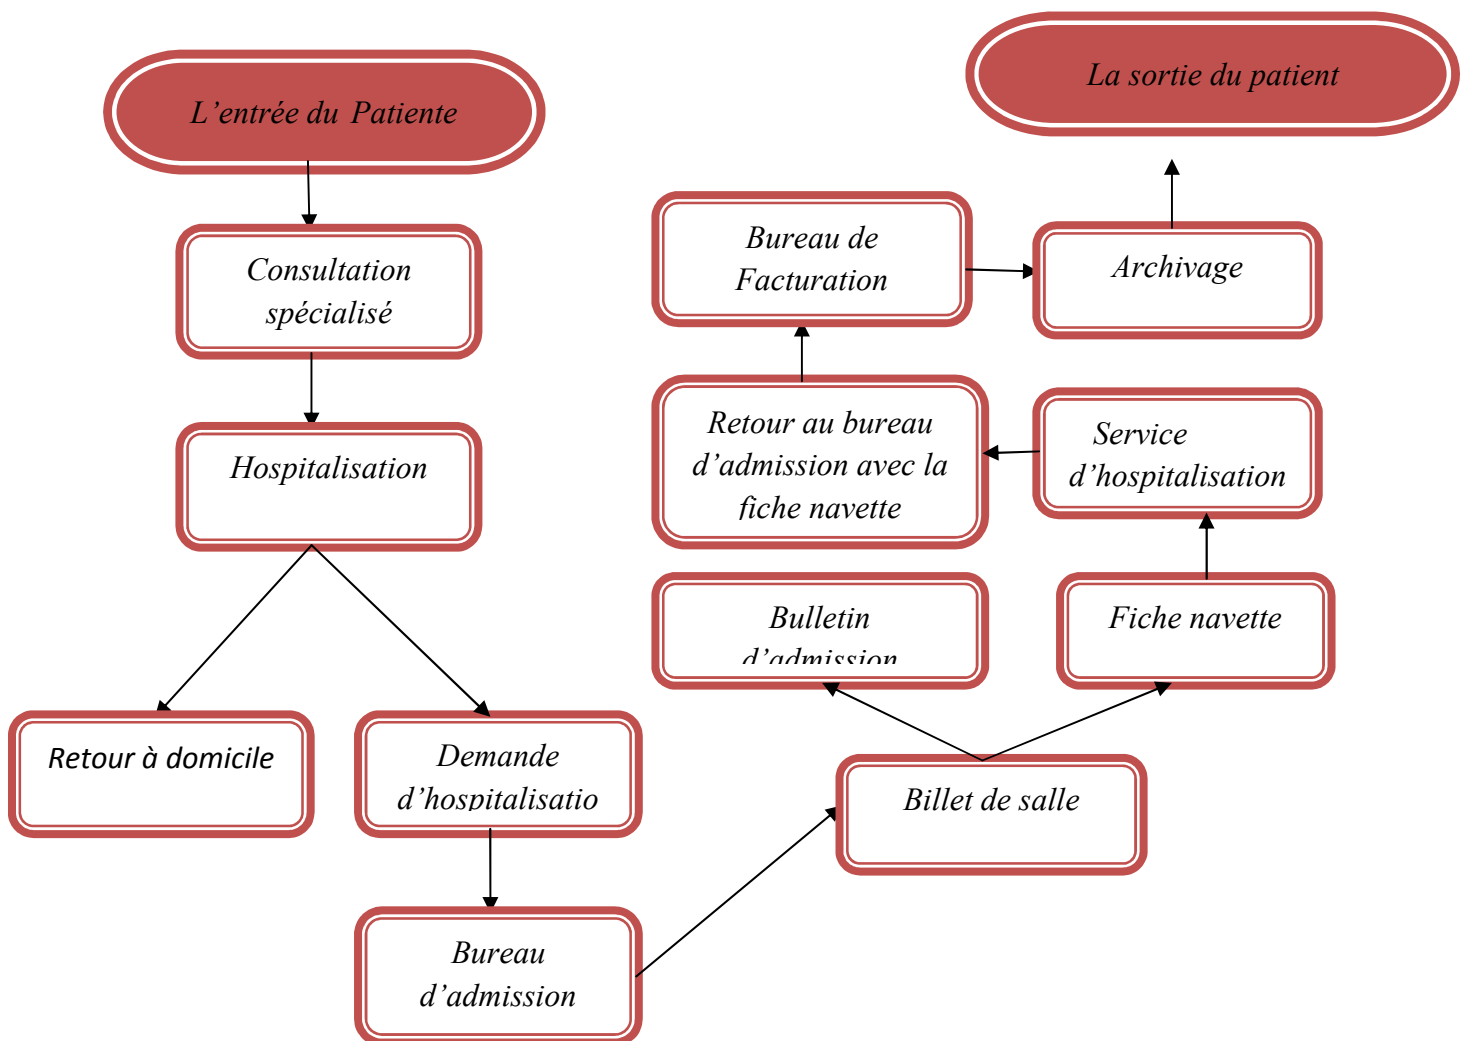 L'entrée du Patiente
Consultation
spécialisé
Hospitalisation
Retour à domicile
Demande
d'hospitalisatio
Bureau
d'admission
Billet de salle
Bulletin
d'admission
Fiche navette
Service
d'hospitalisation
Retour au bureau
d'admission avec la
fiche navette
Bureau de
Facturation
Archivage
La sortie du patient